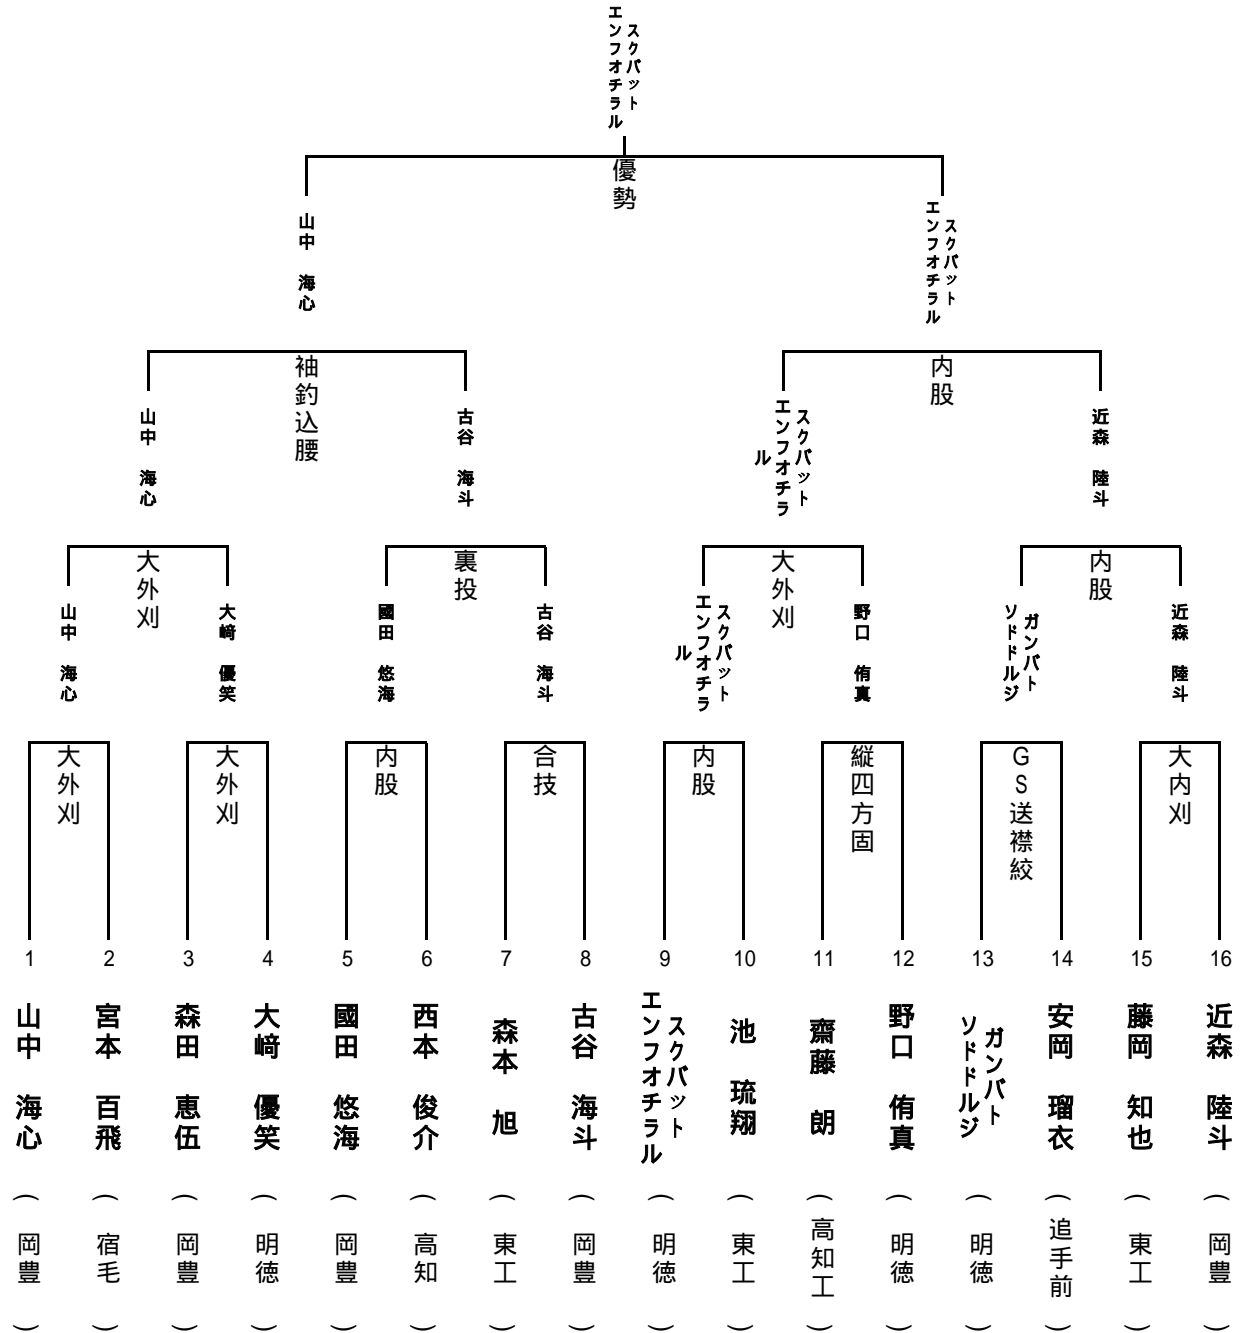 スクバット
エンフオチラル
優勢
山中 海心
スクバット
エンフオチラル
袖釣込腰
内股
山中 海心
古谷 海斗
スクバット
エンフオチラ
ル
近森 陸斗
大外刈
裏投
大外刈
内股
山中 海心
大﨑 優笑
國田 悠海
古谷 海斗
スクバット
エンフオチラ
ル
野口 侑真
ガンバト
ソドドルジ
近森 陸斗
大外刈
大外刈
内股
合技
内股
縦四方固
GS送襟絞
大内刈
1 2 3 4 5 6 7 8 9 10 11 12 13 14 15 16
山中 海心
宮本 百飛
森田 恵伍
大﨑 優笑
國田 悠海
西本 俊介
森本 旭
古谷 海斗
スクバット
エンフオチラル
池 琉翔
齋藤 朗
野口 侑真
ガンバト
ソドドルジ
安岡 瑠衣
藤岡 知也
近森 陸斗
(岡豊)
(宿毛)
(岡豊)
(明徳)
(岡豊)
(高知)
(東工)
(岡豊)
(明徳)
(東工)
(高知工)
(明徳)
(明徳)
(追手前)
(東工)
(岡豊)